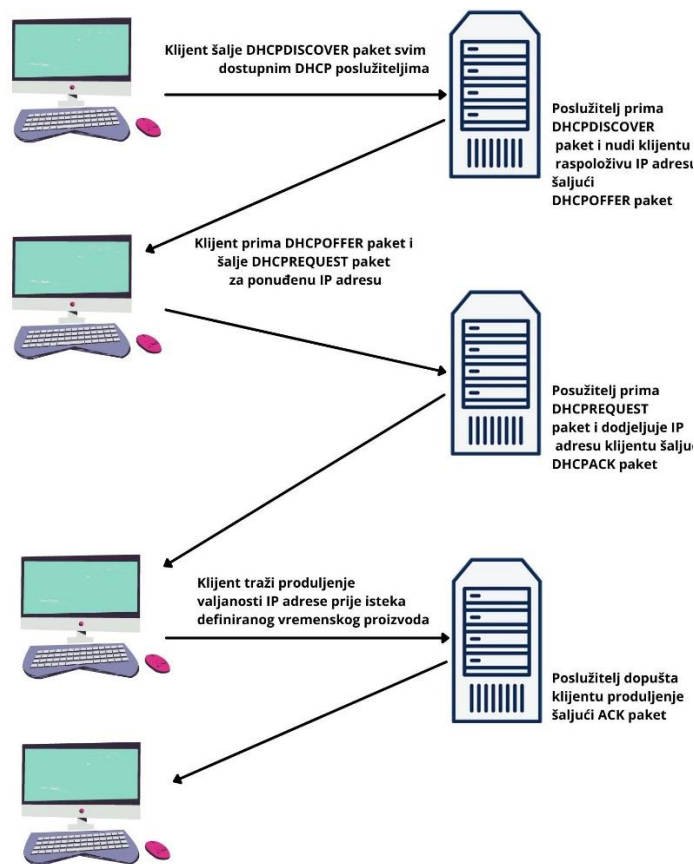 Klijent šalje DHCPDISCOVER paket svim
dostupnim DHCP poslužiteljima
Poslužitelj prima
DHCPDISCOVER
paket i nudi klijentu
raspoloživu IP adresu
šaljući
DHCPOFFER paket
Klijent prima DHCPOFFER paket i
šalje DHCPREQUEST paket
za ponuđenu IP adresu
Posužitelj prima
DHCPREQUEST
paket i dodjeljuje IP
adresu klijentu šaljuć
DHCPACK paket
Klijent traži produljenje
valjanosti IP adrese prije isteka
definiranog vremenskog proizvoda
Poslužitelj dopušta
klijentu produljenje
šaljući ACK paket